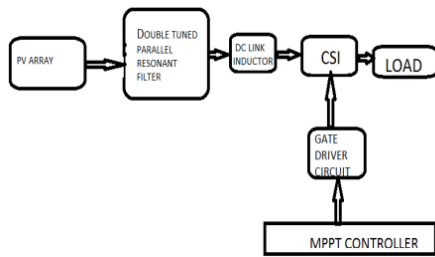 PV ARRAY
DOUBLE TUNED
PARALLEL
RESONANT
FILTER
DC LINK
INDUCTOR
CSI
LOAD
GATE
DRIVER
CIRCUIT
MPPT CONTROLLER